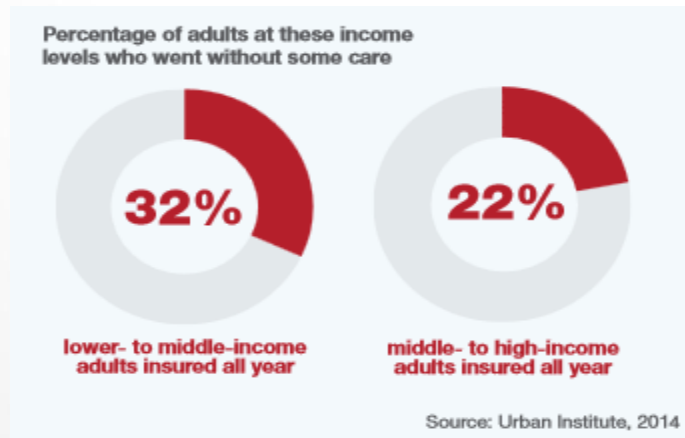 Percentage of adults at these income
levels who went without some care
32%
22%
lower- to middle-income
adults insured all year
middle- to high-income
adults insured all year
Source: Urban Institute, 2014